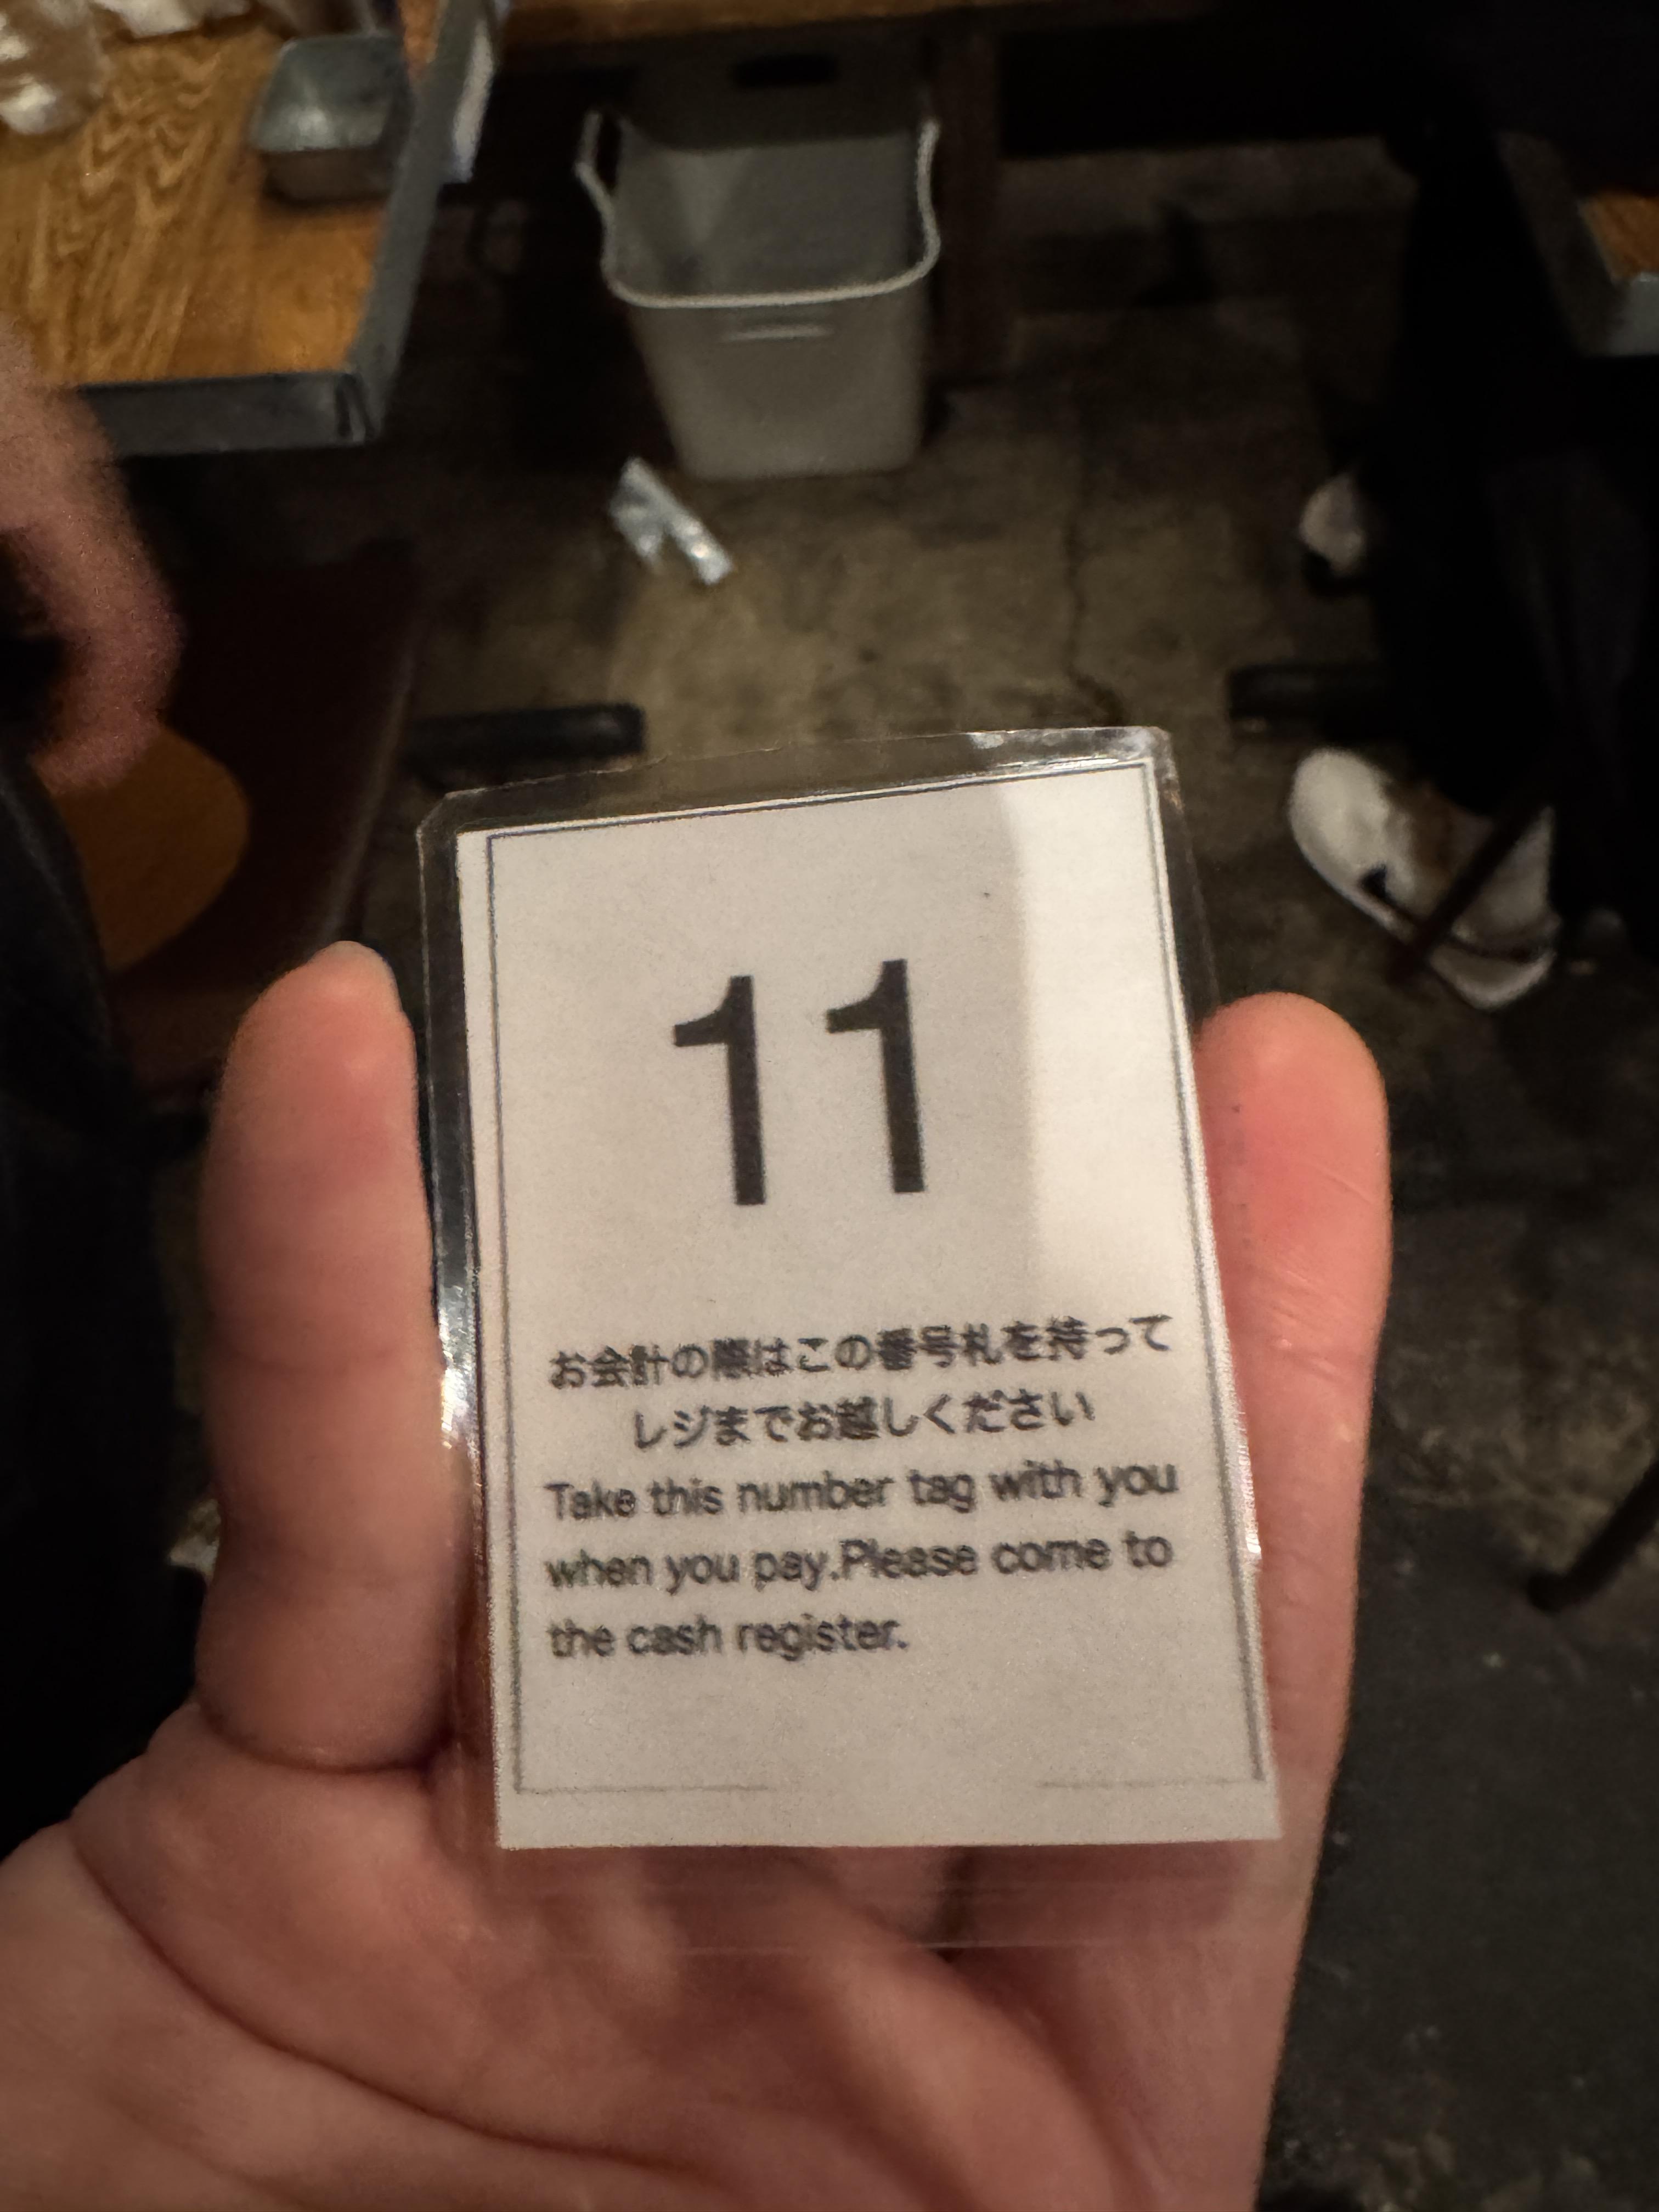 11
お会計の際はこの番号札を持って
レジまでお越しください
Take this number tag with you
when you pay.Please come to
the cash register.